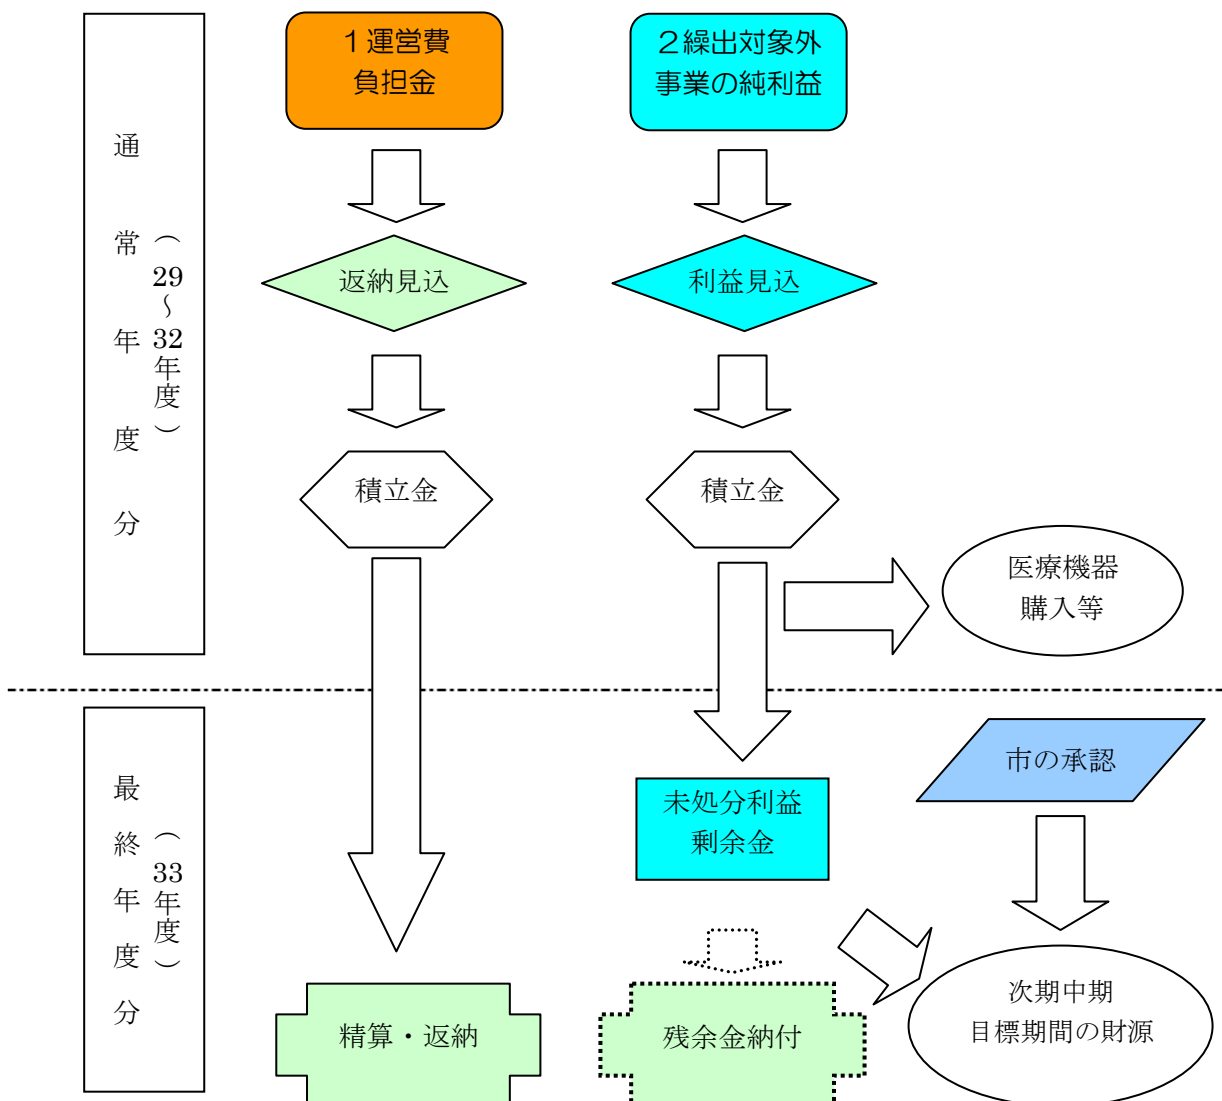 通常年度分
（29～32年度）
１運営費
負担金
２繰出対象外
事業の純利益
返納見込
利益見込
積立金
積立金
医療機器
購入等
最終年度分
（33年度）
市の承認
未処分利益
剰余金
精算・返納
残余金納付
次期中期
目標期間の財源